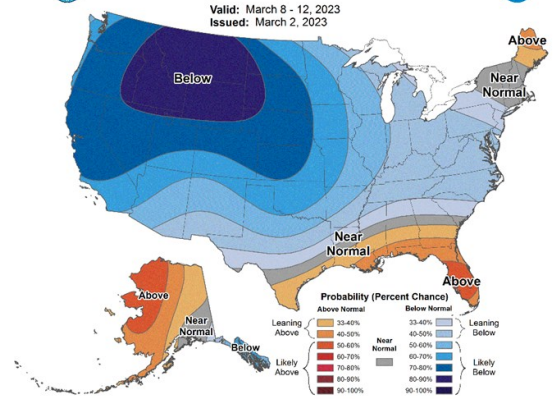 Valid: March 8 - 12, 2023
Issued: March 2, 2023
Above
Below
Near
Normal
Near
Normal
Above
Above
Near
Normal
Below
Probability (Percent Chance)
Above Normal
Below Normal
Leaning
Above
33-40%
40-50%
Likely
Above
50-60%
60-70%
70-80%
80-90%
90-100%
Near
Normal
33-40%
40-50%
Leaning
Below
50-60%
60-70%
70-80%
80-90%
90-100%
Likely
Below